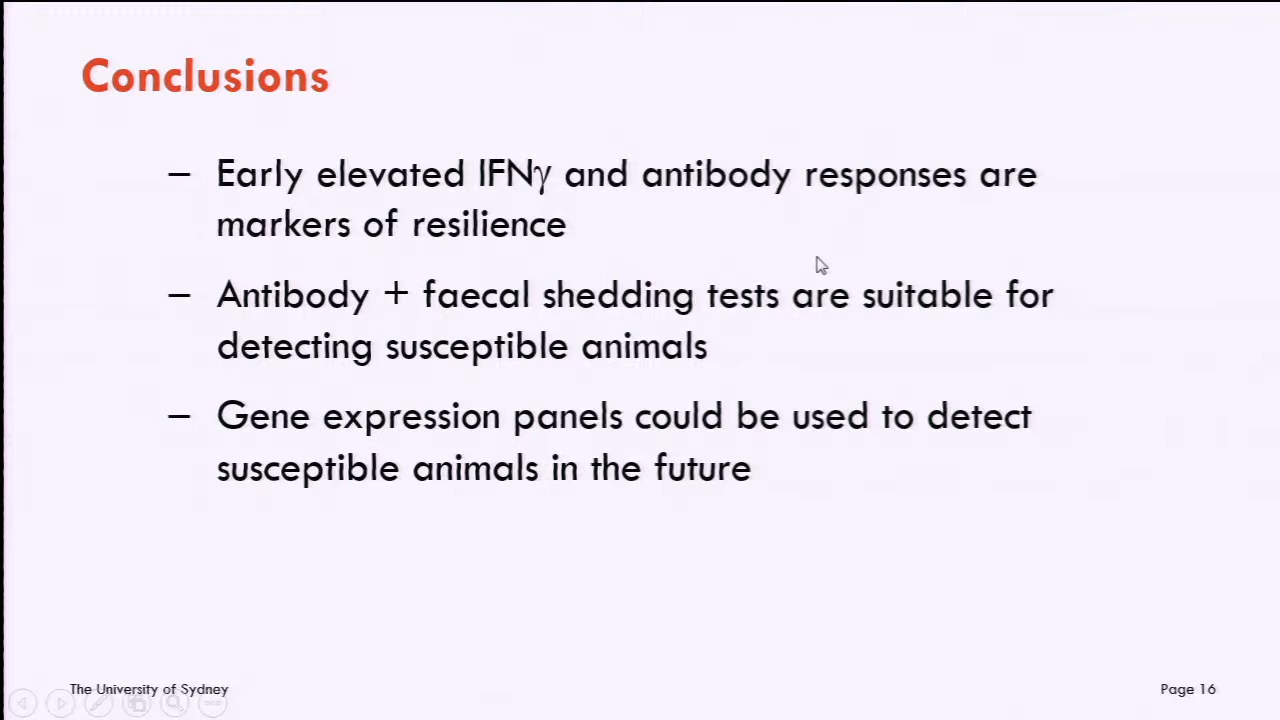 Conclusions
– Early elevated IFNγ and antibody responses are
markers of resilience
– Antibody + faecal shedding tests are suitable for
detecting susceptible animals
– Gene expression panels could be used to detect
susceptible animals in the future
The University of Sydney
Page 16